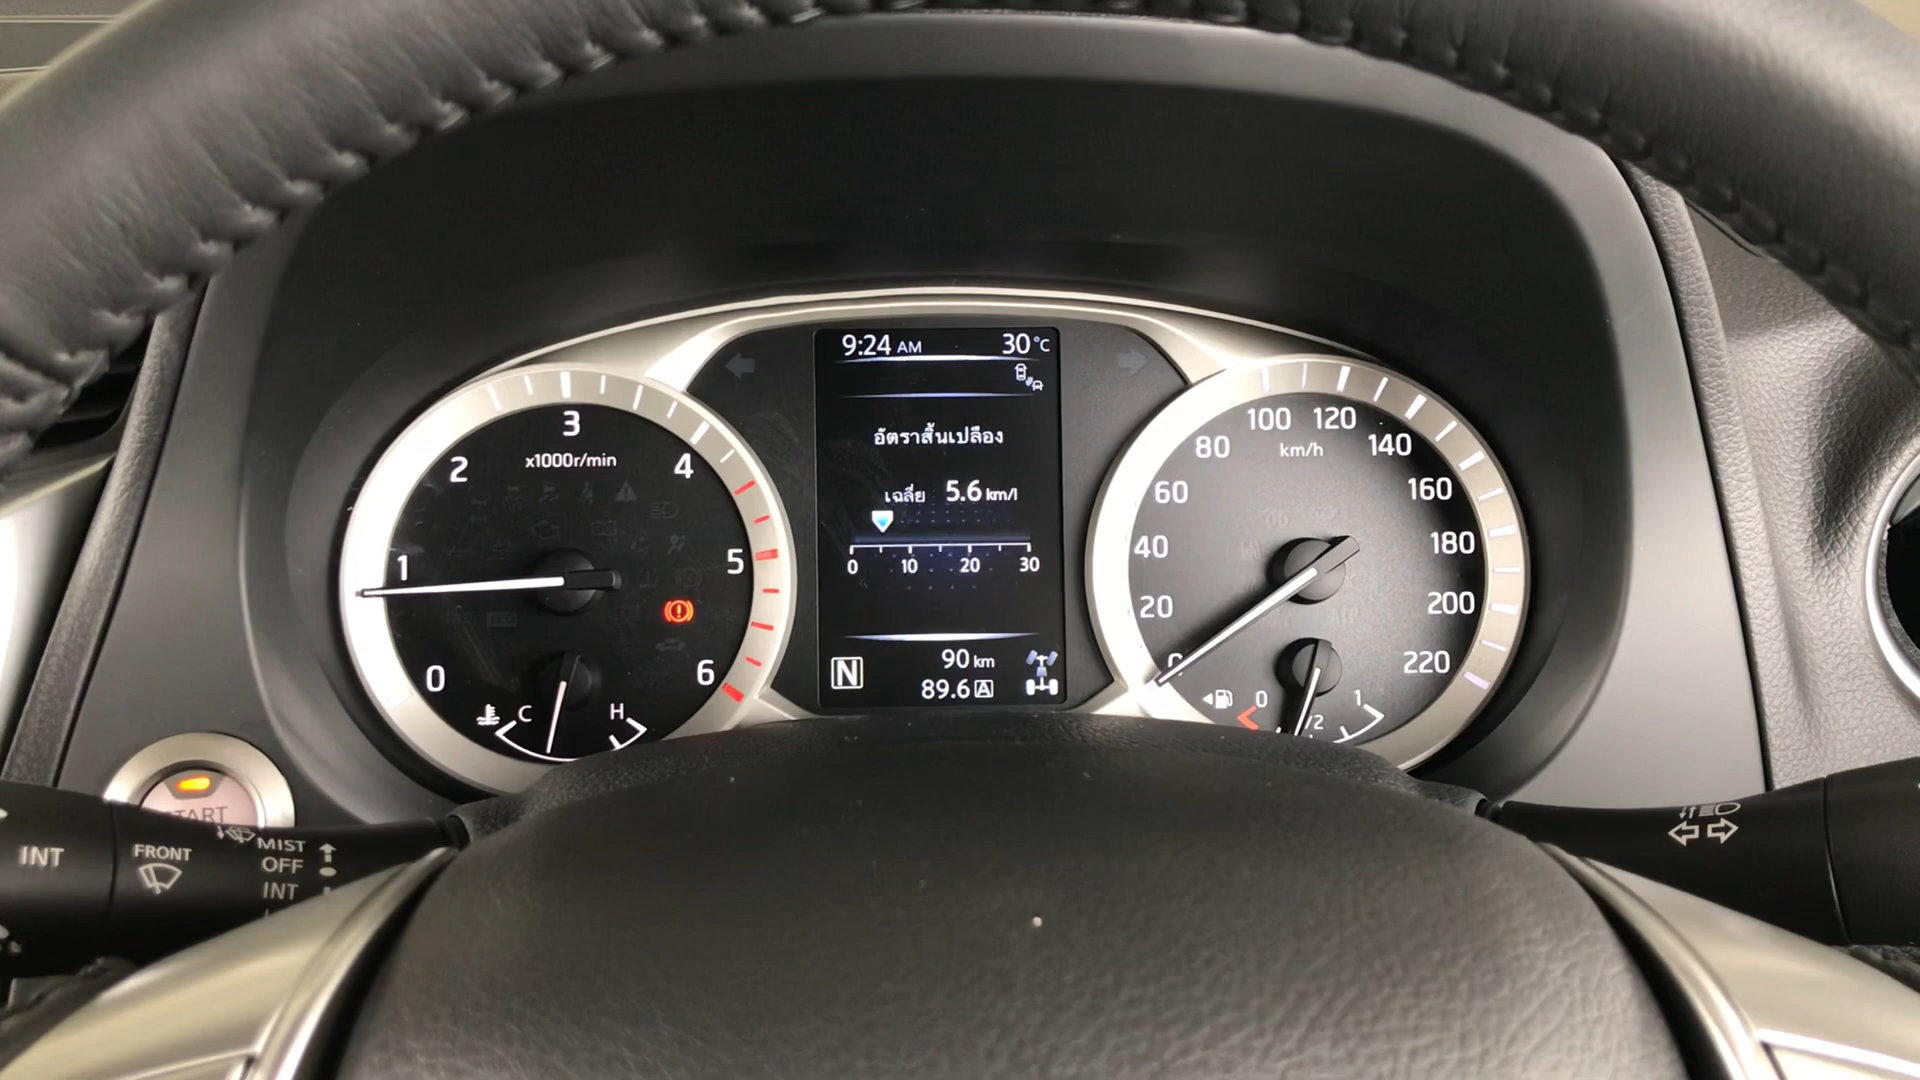 9:24 AM 30°C
อัตราสิ้นเปลือง
เฉลี่ย 5.6 km/l
0 10 20 30
N
90 km
89.6 A
0 1 2 3 4 5 6
x1000r/min
C H
0 20 40 60 80 100 120 140 160 180 200 220
km/h
0 1/2 1
START
INT
FRONT
MIST
OFF
INT